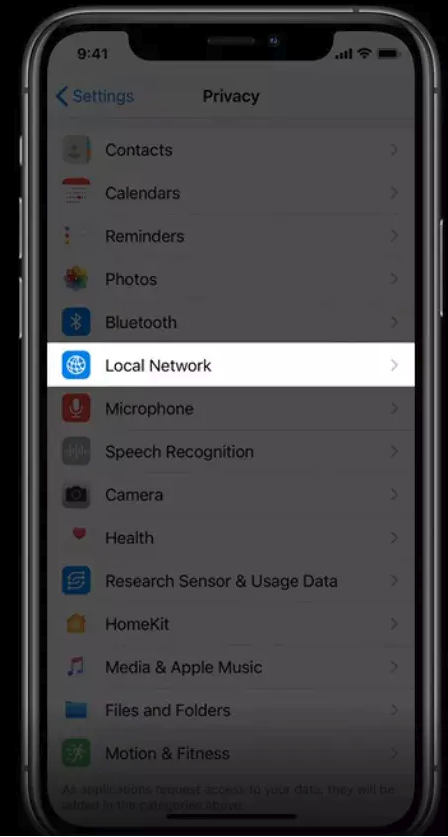 9:41
Settings
Privacy
Contacts
Calendars
Reminders
Photos
Bluetooth
Local Network
Microphone
Speech Recognition
Camera
Health
Research Sensor & Usage Data
HomeKit
Media & Apple Music
Files and Folders
Motion & Fitness
As applications request access to your data, they will be
added in the categories above.